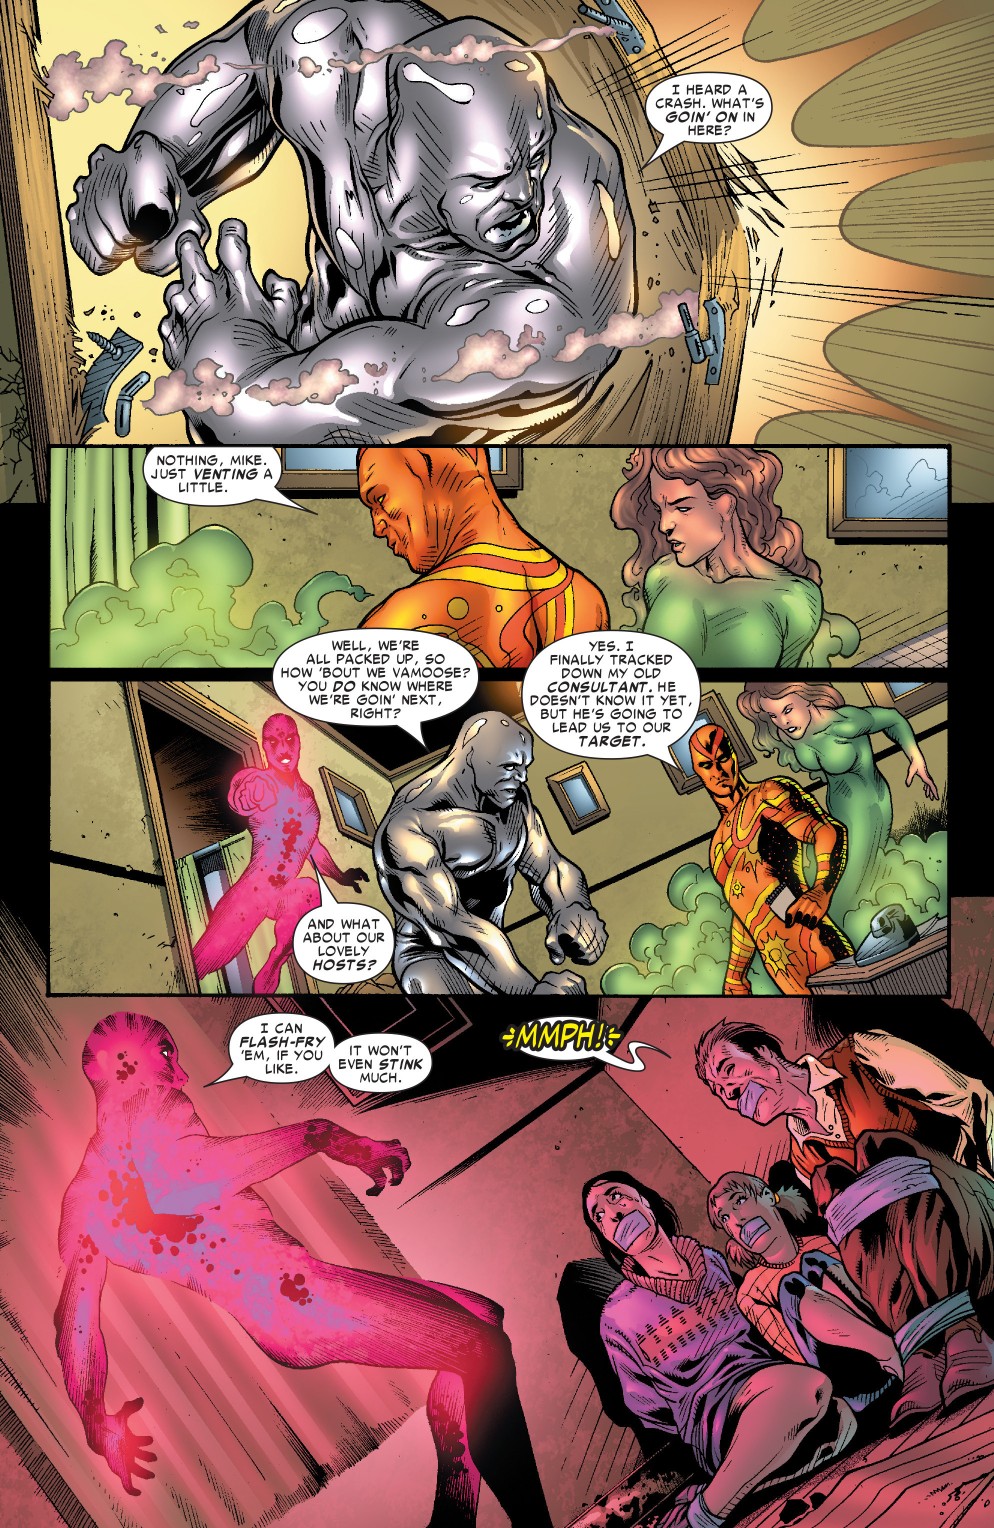 I HEARD A
CRASH. WHAT'S
GOIN' ON IN
HERE?
NOTHING, MIKE.
JUST VENTING A
LITTLE.
WELL, WE'RE
ALL PACKED UP, SO
HOW 'BOUT WE VAMOOSE?
YOU DO KNOW WHERE
WE'RE GOIN' NEXT,
RIGHT?
YES. I
FINALLY TRACKED
DOWN MY OLD
CONSULTANT. HE
DOESN'T KNOW IT YET,
BUT HE'S GOING TO
LEAD US TO OUR
TARGET.
AND WHAT
ABOUT OUR
LOVELY
HOSTS?
I CAN
FLASH-FRY
'EM, IF YOU
LIKE.
IT WON'T
EVEN STINK
MUCH.
MMPH!